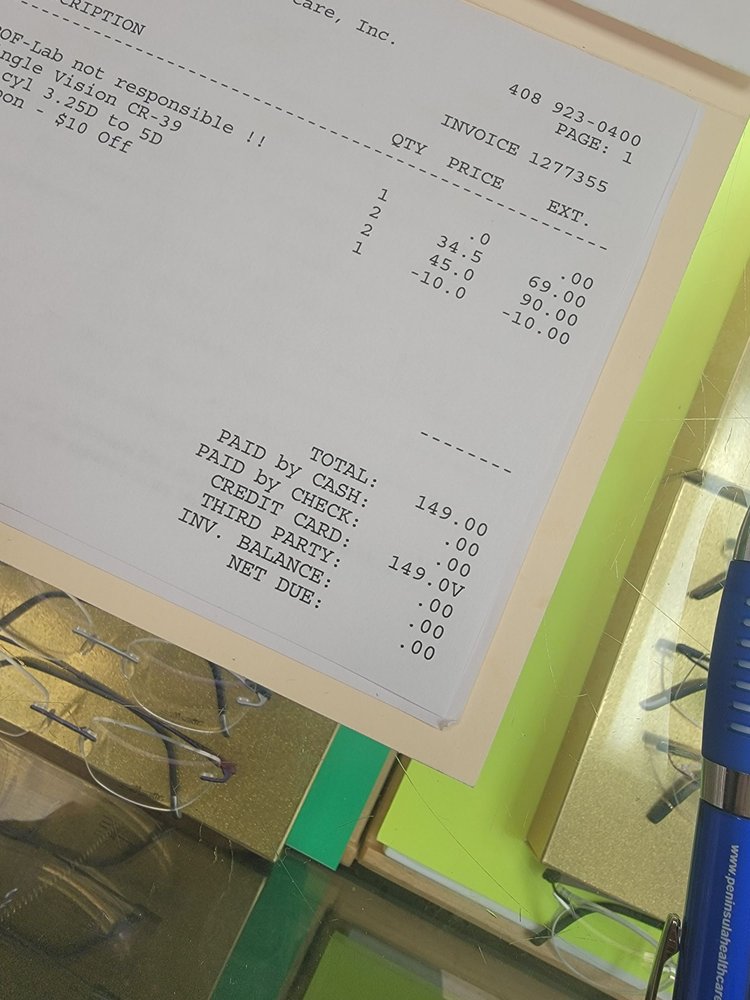 care, Inc.
408 923-0400
PAGE: 1
INVOICE 1277355
CRIPTION QTY PRICE EXT.
OF-Lab not responsible !! 1 .0 .00
ngle Vision CR-39 2 34.5 69.00
cyl 3.25D to 5D 2 45.0 90.00
pon - $10 Off 1 -10.0 -10.00
TOTAL: 149.00
PAID by CASH: .00
PAID by CHECK: .00
CREDIT CARD: 149.0V
THIRD PARTY: .00
INV. BALANCE: .00
NET DUE: .00
www.peninsulahealthcare